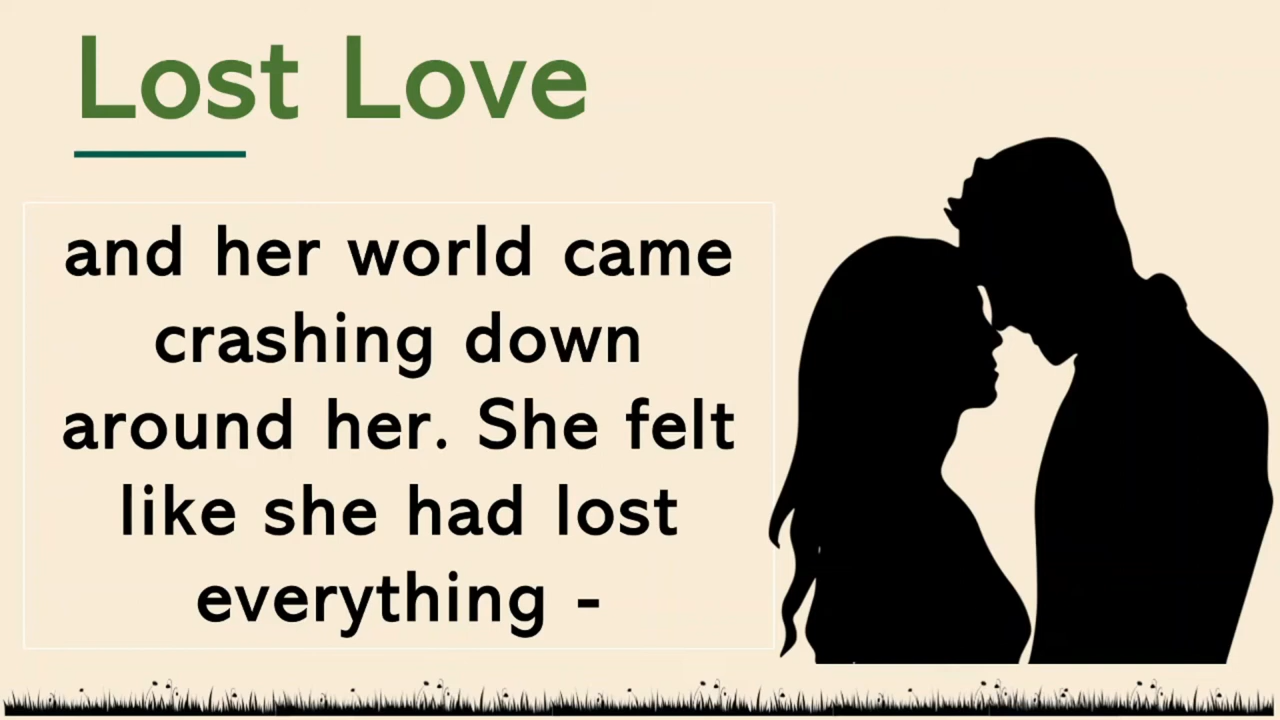 Lost Love
and her world came
crashing down
around her. She felt
like she had lost
everything -